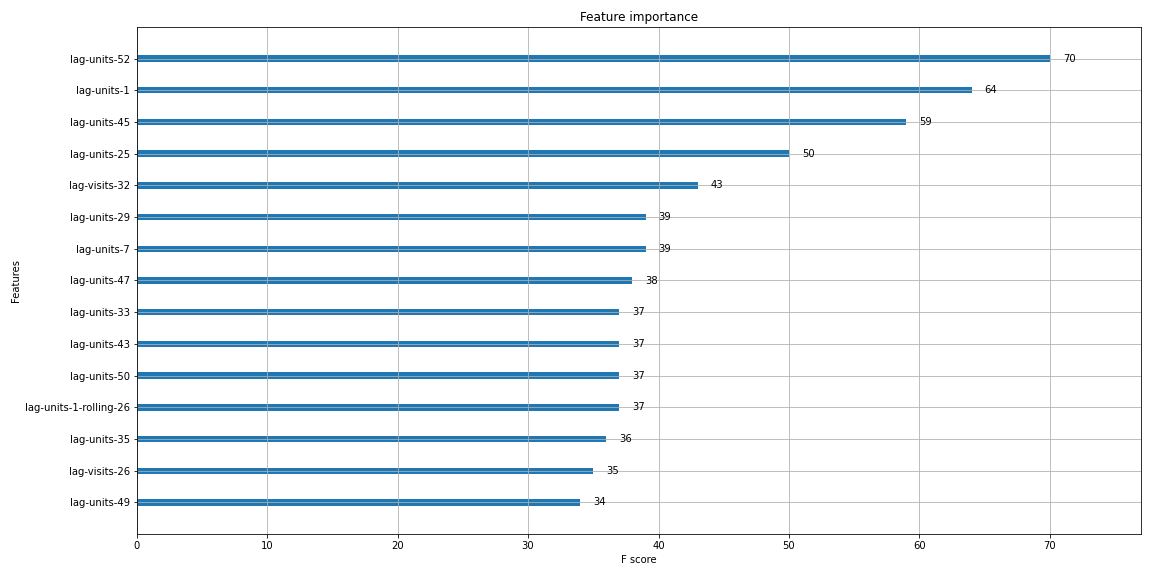 Feature importance
lag-units-52 70
lag-units-1 64
lag-units-45 59
lag-units-25 50
lag-visits-32 43
lag-units-29 39
lag-units-7 39
lag-units-47 38
lag-units-33 37
lag-units-43 37
lag-units-50 37
lag-units-1-rolling-26 37
lag-units-35 36
lag-visits-26 35
lag-units-49 34
Features
0 10 20 30 40 50 60 70
F score